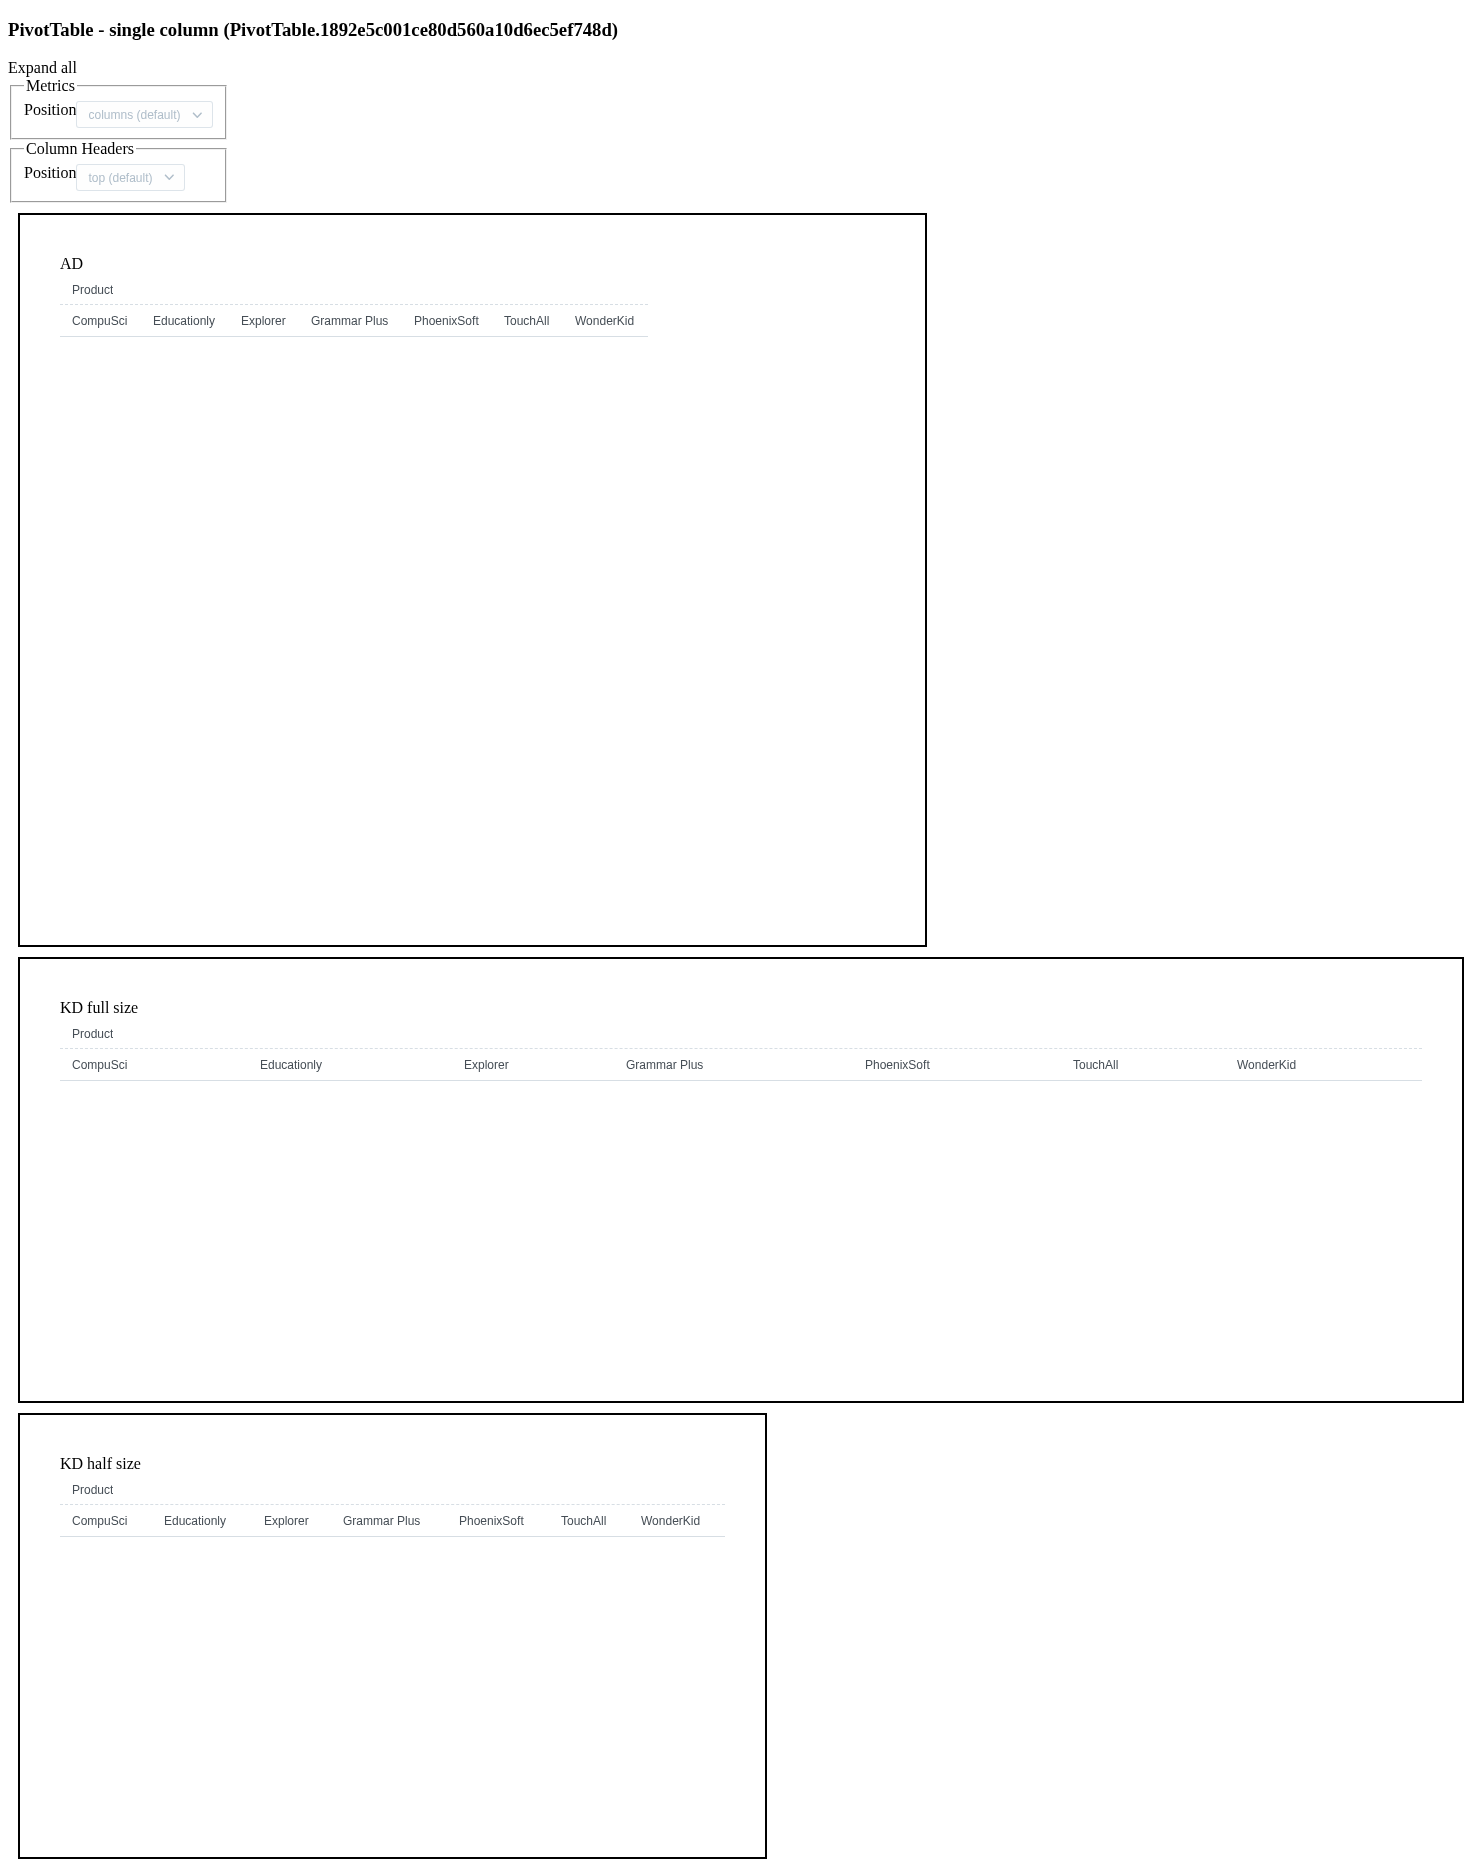 PivotTable - single column (PivotTable.1892e5c001ce80d560a10d6ec5ef748d)
Expand all
Metrics
Position columns (default)
Column Headers
Position top (default)
AD
Product
CompuSci Educationly Explorer Grammar Plus PhoenixSoft TouchAll WonderKid
KD full size
Product
CompuSci Educationly Explorer Grammar Plus PhoenixSoft TouchAll WonderKid
KD half size
Product
CompuSci Educationly Explorer Grammar Plus PhoenixSoft TouchAll WonderKid